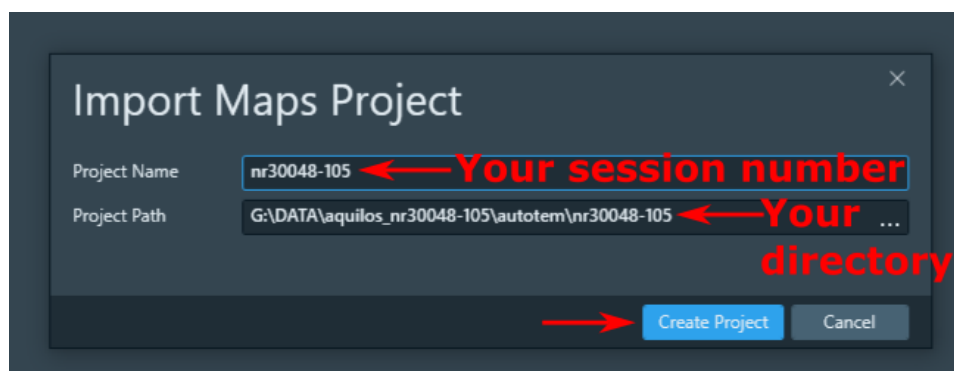 Import Maps Project
Project Name nr30048-105 Your session number
Project Path G:\DATA\aquilos_nr30048-105\autotem\nr30048-105 Your ...
directory
Create Project Cancel